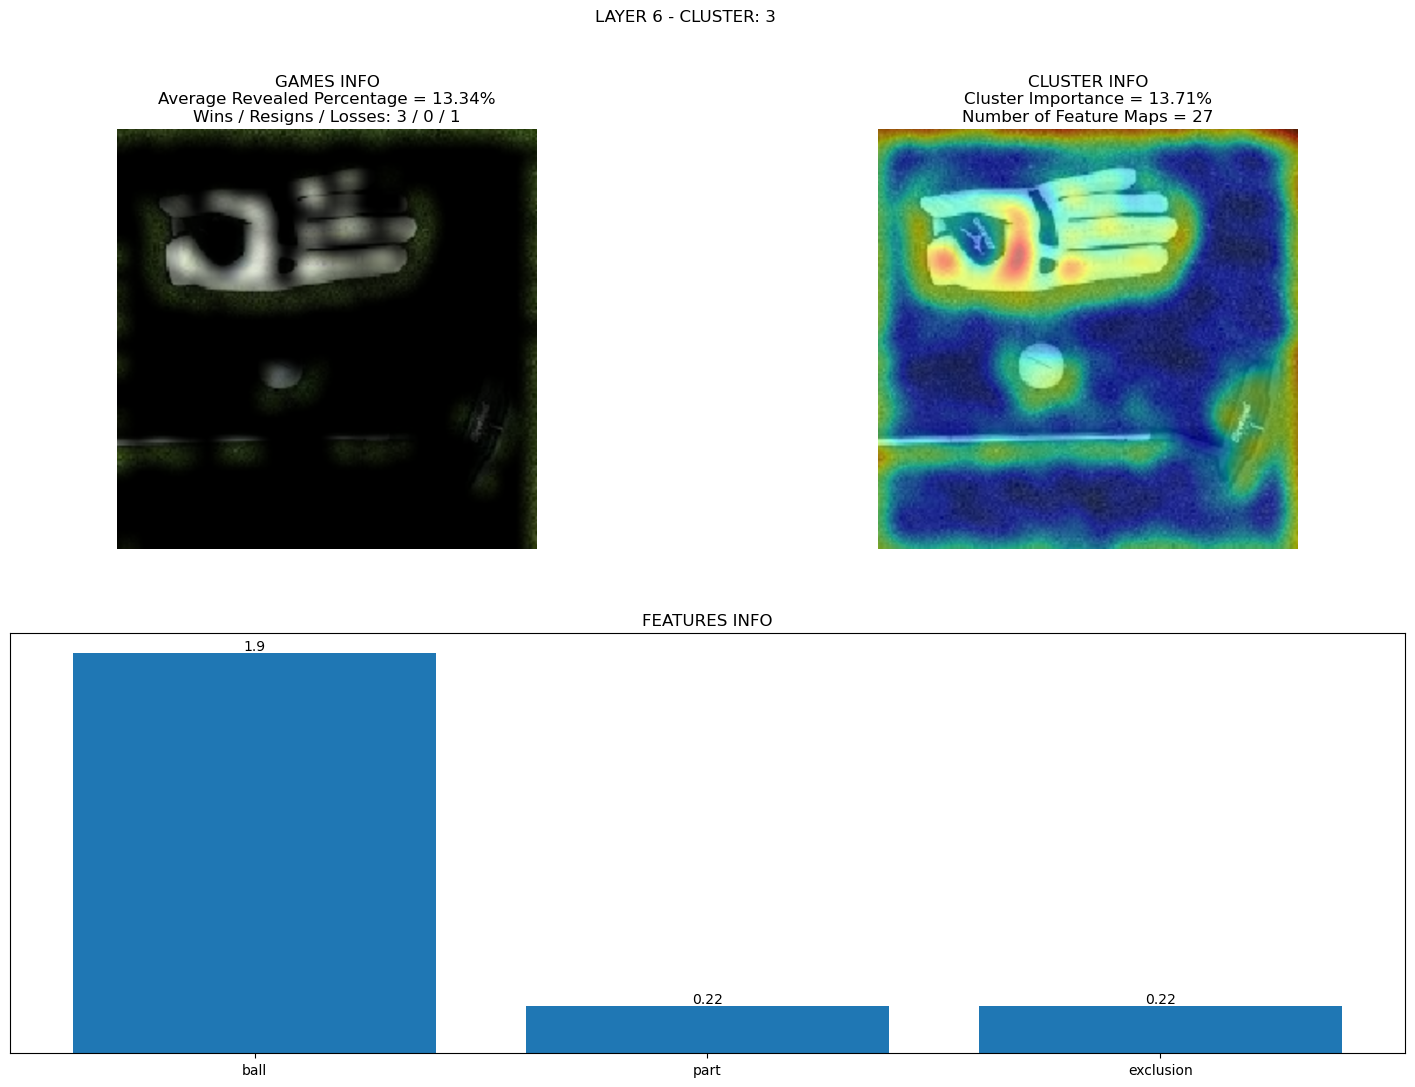 LAYER 6 - CLUSTER: 3
GAMES INFO
Average Revealed Percentage = 13.34%
Wins / Resigns / Losses: 3 / 0 / 1
CLUSTER INFO
Cluster Importance = 13.71%
Number of Feature Maps = 27
FEATURES INFO
1.9
0.22
0.22
ball
part
exclusion